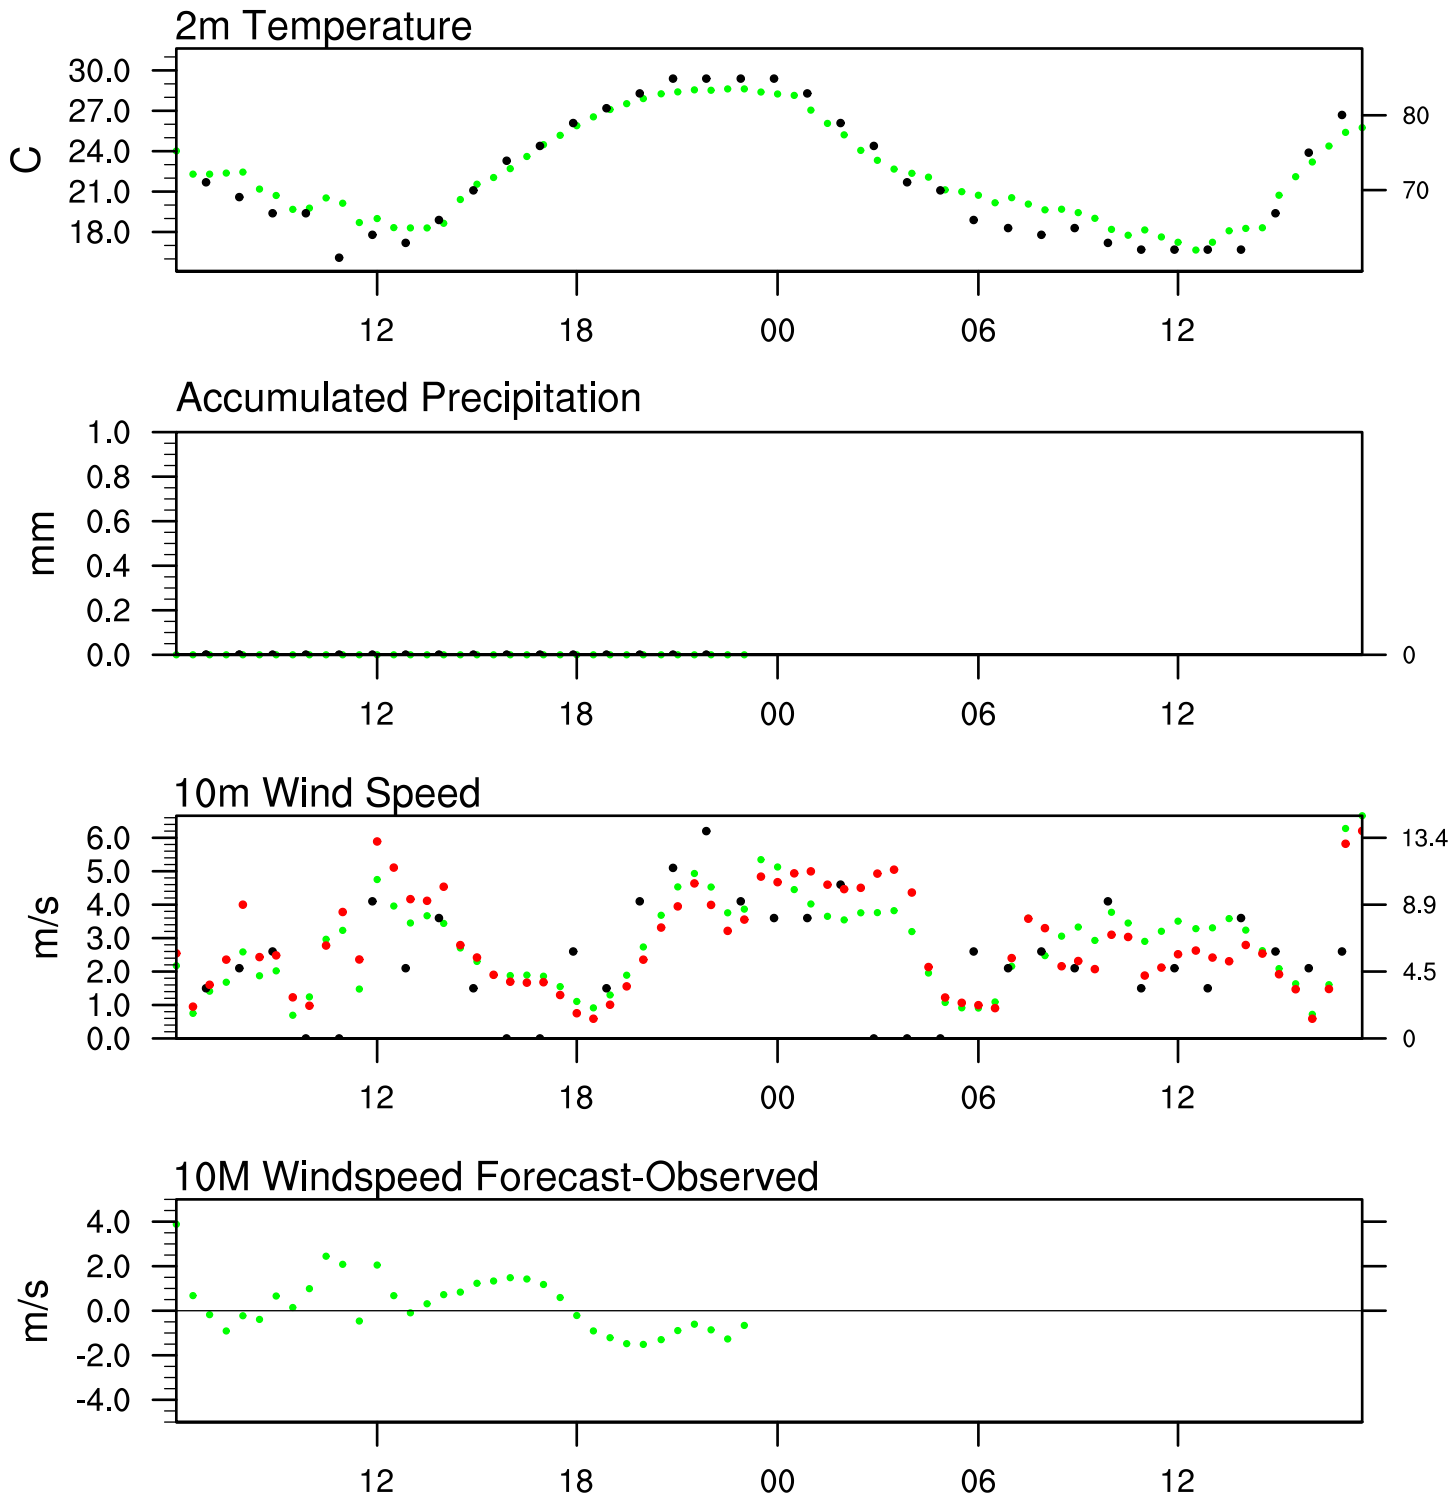 2m Temperature
30.0
27.0
24.0
21.0
18.0
C
80
70
12 18 00 06 12
Accumulated Precipitation
1.0
0.8
0.6
0.4
0.2
0.0
mm
0
12 18 00 06 12
10m Wind Speed
6.0
5.0
4.0
3.0
2.0
1.0
0.0
m/s
13.4
8.9
4.5
0
12 18 00 06 12
10M Windspeed Forecast-Observed
4.0
2.0
0.0
-2.0
-4.0
m/s
12 18 00 06 12